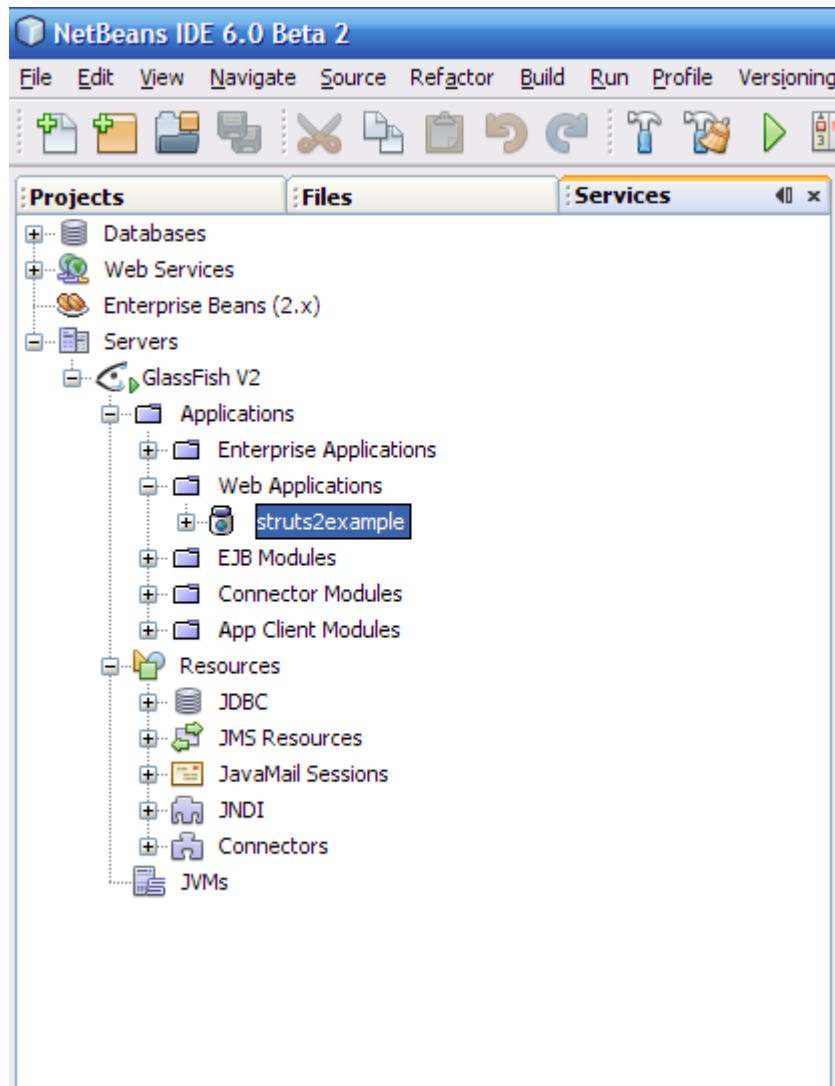 NetBeans IDE 6.0 Beta 2
File Edit View Navigate Source Refactor Build Run Profile Versioning
Projects Files Services
Databases
Web Services
Enterprise Beans (2.x)
Servers
GlassFish V2
Applications
Enterprise Applications
Web Applications
struts2example
EJB Modules
Connector Modules
App Client Modules
Resources
JDBC
JMS Resources
JavaMail Sessions
JNDI
Connectors
JVMs